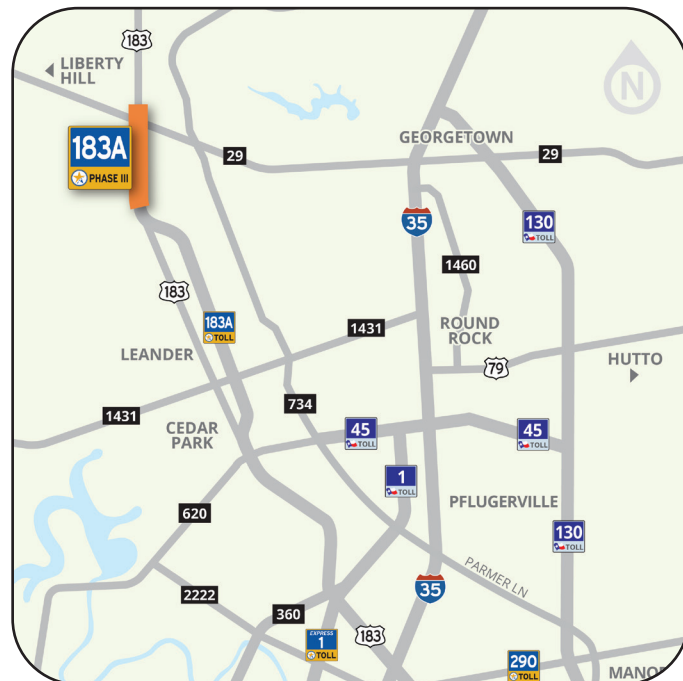 183
LIBERTY
HILL
N
183A
PHASE III
GEORGETOWN
29
29
35
130
TOLL
1460
183
183A
TOLL
1431
ROUND
ROCK
LEANDER
79
HUTTO
1431
734
CEDAR
PARK
45
TOLL
45
TOLL
1
TOLL
PFLUGERVILLE
620
130
TOLL
PARMER LN
35
2222
360
183
EXPRESS
1
TOLL
290
TOLL
MANOR